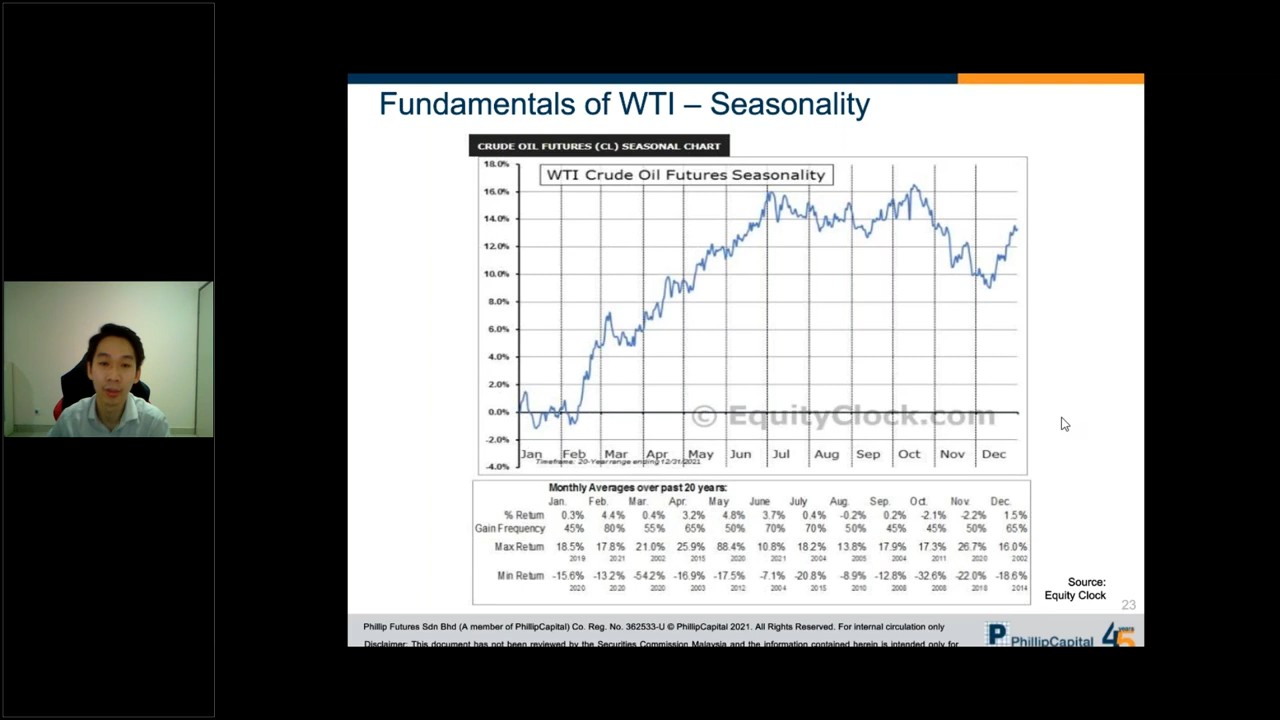 Fundamentals of WTI – Seasonality
CRUDE OIL FUTURES (CL) SEASONAL CHART
WTI Crude Oil Futures Seasonality
18.0%
16.0%
14.0%
12.0%
10.0%
8.0%
6.0%
4.0%
2.0%
0.0%
-2.0%
-4.0%
© EquityClock.com
Jan Feb Mar Apr May Jun Jul Aug Sep Oct Nov Dec
Timeframe: 20-Year range ending 12/31/2021
Monthly Averages over past 20 years:
Jan. Feb. Mar. Apr. May June July Aug. Sep. Oct. Nov. Dec.
% Return 0.3% 4.4% 0.4% 3.2% 4.8% 3.7% 0.4% -0.2% 0.2% -2.1% -2.2% 1.5%
Gain Frequency 45% 80% 55% 65% 50% 70% 70% 50% 45% 45% 50% 65%
Max Return 18.5% 17.8% 21.0% 25.9% 88.4% 10.8% 18.2% 13.8% 17.9% 17.3% 26.7% 16.0%
2019 2021 2002 2015 2020 2021 2004 2005 2004 2011 2020 2002
Min Return -15.6% -13.2% -54.2% -16.9% -17.5% -7.1% -20.8% -8.9% -12.8% -32.6% -22.0% -18.6%
2020 2020 2020 2003 2012 2004 2015 2010 2008 2008 2018 2014
Source:
Equity Clock
23
Phillip Futures Sdn Bhd (A member of PhillipCapital) Co. Reg. No. 362533-U © PhillipCapital 2021. All Rights Reserved. For internal circulation only
Disclaimer: This document has not been reviewed by the Securities Commission Malaysia and the information contained herein is intended only for
P PhillipCapital 45 years